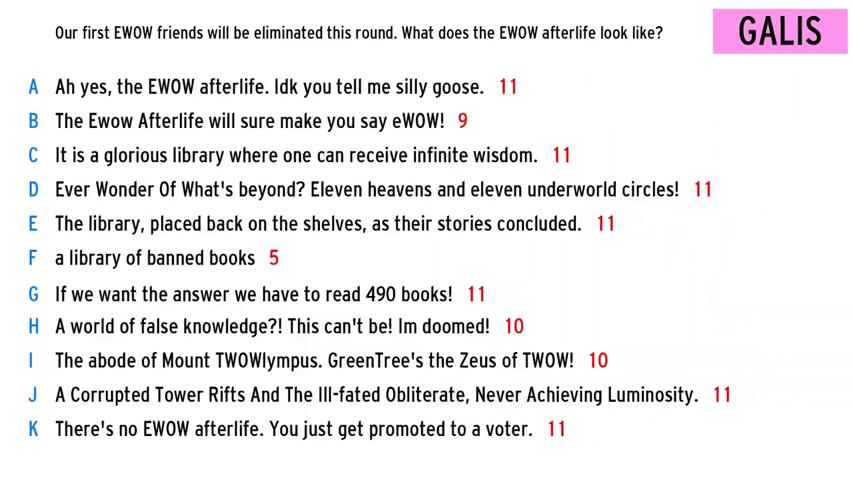 Our first EWOW friends will be eliminated this round. What does the EWOW afterlife look like?
GALIS
A Ah yes, the EWOW afterlife. Idk you tell me silly goose. 11
B The Ewow Afterlife will sure make you say eWOW! 9
C It is a glorious library where one can receive infinite wisdom. 11
D Ever Wonder Of What's beyond? Eleven heavens and eleven underworld circles! 11
E The library, placed back on the shelves, as their stories concluded. 11
F a library of banned books 5
G If we want the answer we have to read 490 books! 11
H A world of false knowledge?! This can't be! Im doomed! 10
I The abode of Mount TWOWlympus. GreenTree's the Zeus of TWOW! 10
J A Corrupted Tower Rifts And The Ill-fated Obliterate, Never Achieving Luminosity. 11
K There's no EWOW afterlife. You just get promoted to a voter. 11